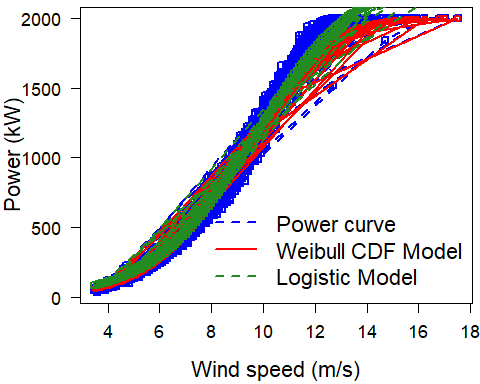 2000
1500
1000
500
0
Power (kW)
Power curve
Weibull CDF Model
Logistic Model
4 6 8 10 12 14 16 18
Wind speed (m/s)